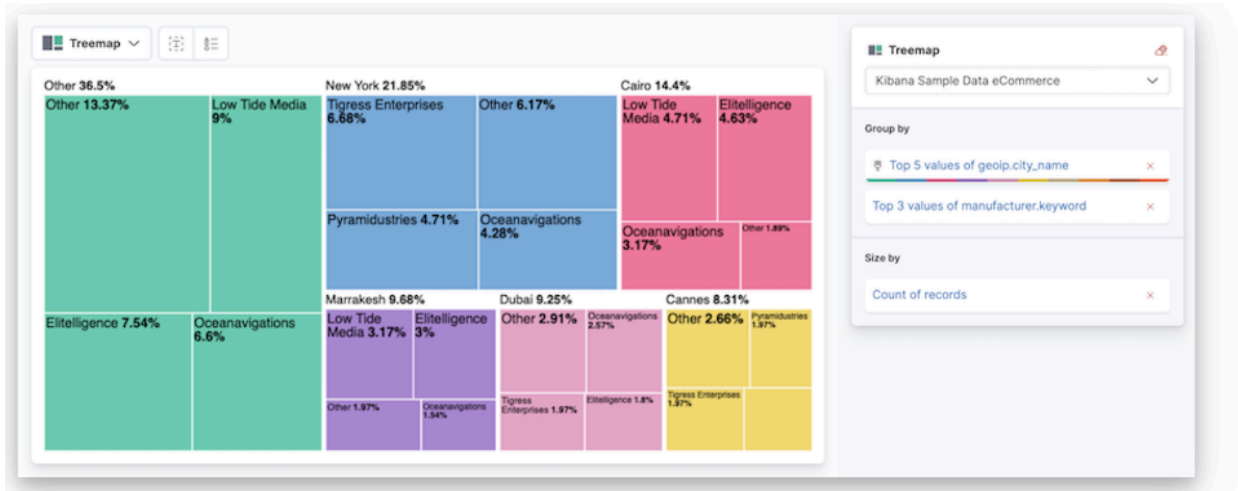 Treemap
Other 36.5%
Other 13.37%
Low Tide Media
9%
Elitelligence 7.54%
Oceanavigations
6.6%
New York 21.85%
Tigress Enterprises
6.68%
Other 6.17%
Pyramidustries 4.71%
Oceanavigations
4.28%
Cairo 14.4%
Low Tide
Media 4.71%
Elitelligence
4.63%
Oceanavigations
3.17%
Other 1.89%
Marrakesh 9.68%
Low Tide
Media 3.17%
Elitelligence
3%
Other 1.97%
Oceanavigations
1.54%
Dubai 9.25%
Other 2.91%
Oceanavigations
2.57%
Tigress
Enterprises 1.97%
Elitelligence 1.8%
Cannes 8.31%
Other 2.66%
Pyramidustries
1.97%
Tigress Enterprises
1.97%
Treemap
Kibana Sample Data eCommerce
Group by
Top 5 values of geoip.city_name
Top 3 values of manufacturer.keyword
Size by
Count of records